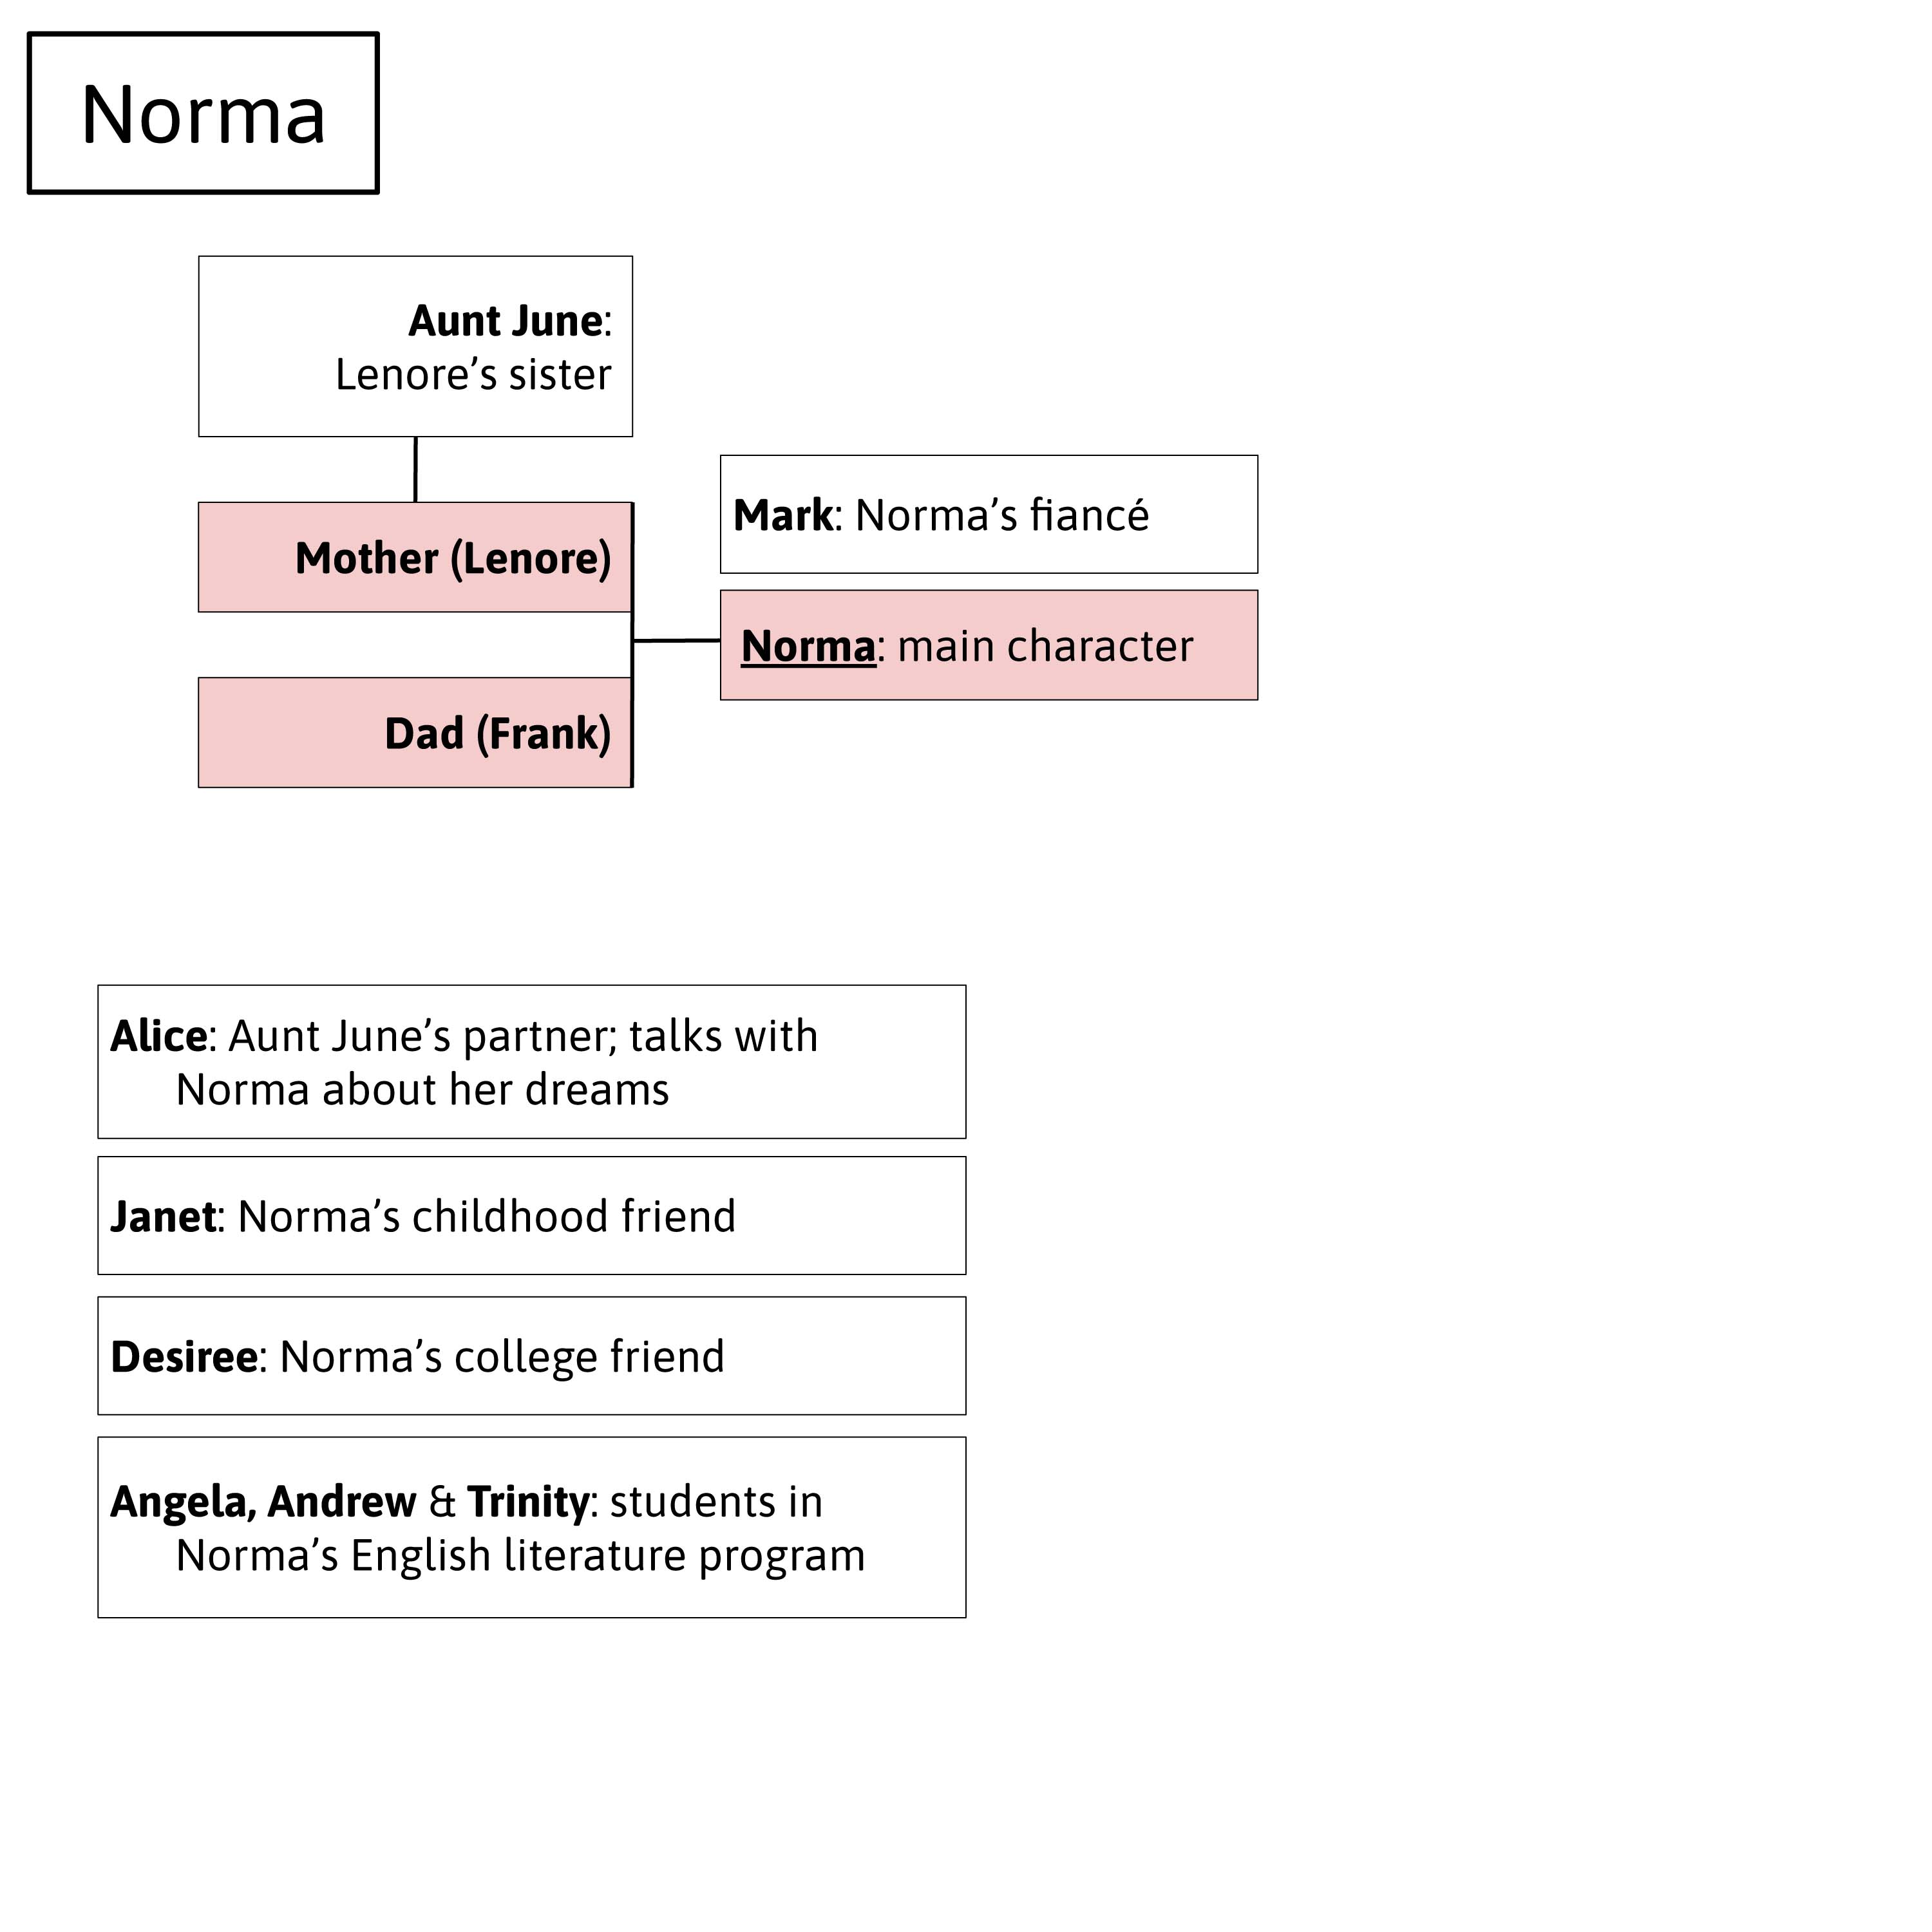 Norma
Aunt June:
Lenore’s sister
Mother (Lenore)
Dad (Frank)
Mark: Norma’s fiancé
Norma: main character
Alice: Aunt June’s partner; talks with
Norma about her dreams
Janet: Norma’s childhood friend
Desiree: Norma’s college friend
Angela, Andrew & Trinity: students in
Norma’s English literature program